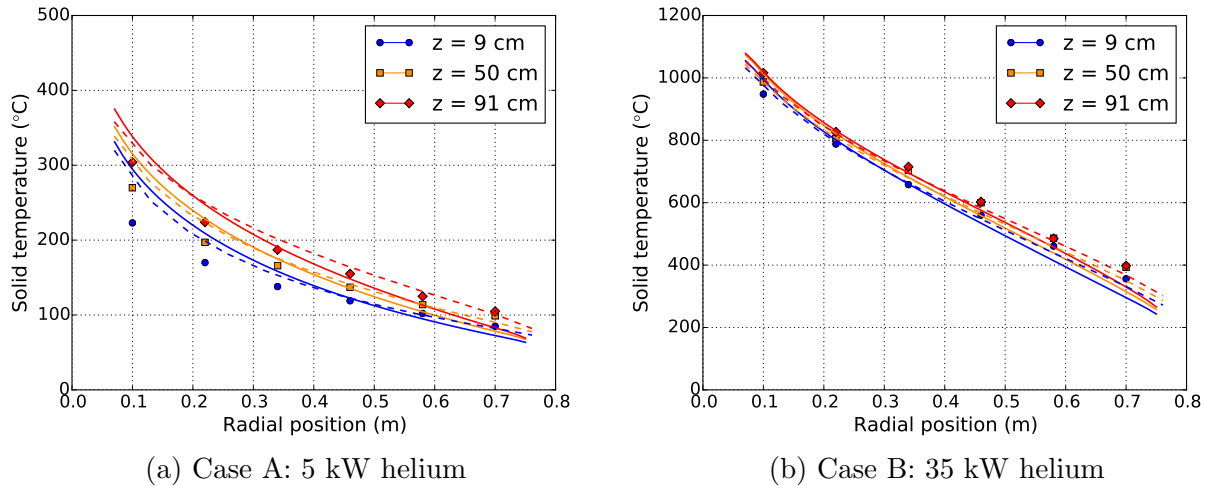 500
400
300
200
100
0
0.0 0.1 0.2 0.3 0.4 0.5 0.6 0.7 0.8
Solid temperature (°C)
Radial position (m)
z = 9 cm
z = 50 cm
z = 91 cm
(a) Case A: 5 kW helium
1200
1000
800
600
400
200
0
0.0 0.1 0.2 0.3 0.4 0.5 0.6 0.7 0.8
Solid temperature (°C)
Radial position (m)
z = 9 cm
z = 50 cm
z = 91 cm
(b) Case B: 35 kW helium